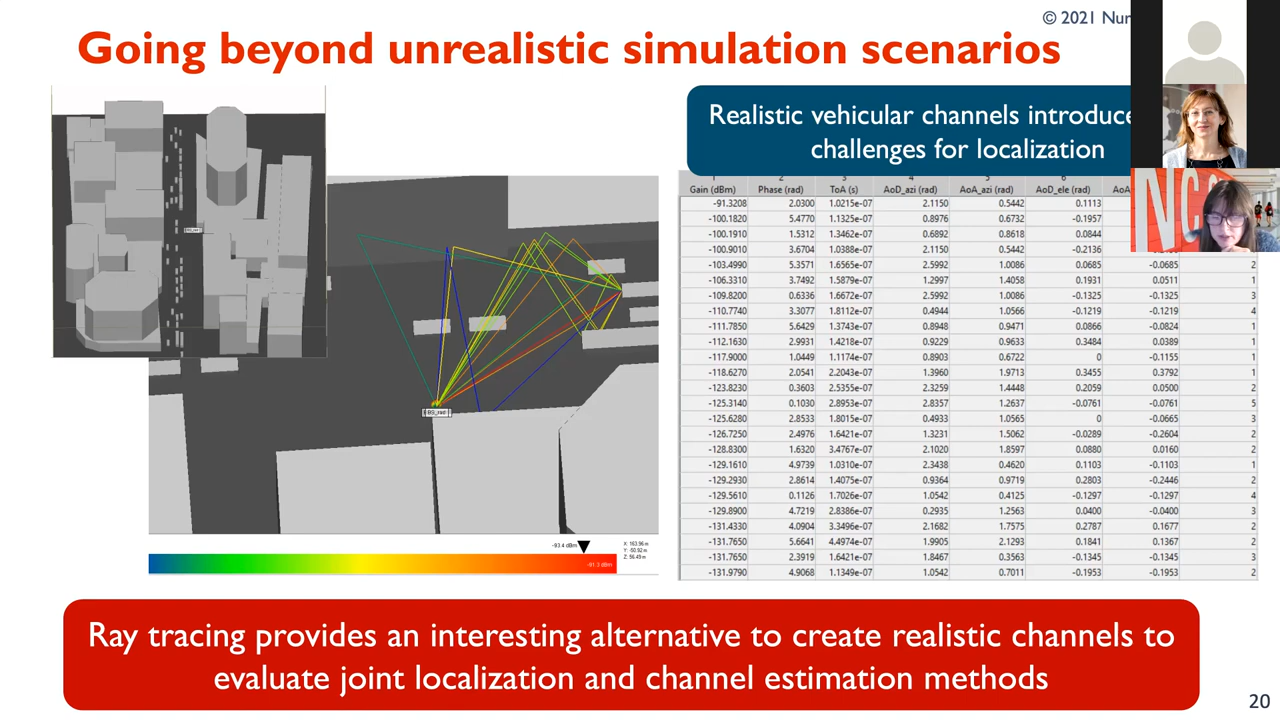 © 2021 Nur
Going beyond unrealistic simulation scenarios
Realistic vehicular channels introduce
challenges for localization
1 2 3 4 5 6
Gain (dBm) Phase (rad) ToA (s) AoD_azi (rad) AoA_azi (rad) AoD_ele (rad) AoA
-91.3208 2.0300 1.0215e-07 2.1150 0.5442 0.1113
-100.1820 5.4770 1.1325e-07 0.8976 0.6732 -0.1957
-100.1910 1.5312 1.3462e-07 0.6892 0.8618 0.0844
-100.9010 3.6704 1.0388e-07 2.1150 0.5442 -0.2136
-103.4990 5.3571 1.6565e-07 2.5992 1.0086 0.0685 -0.0685 2
-106.3310 3.7492 1.5879e-07 1.2997 1.4058 0.1931 0.0511 1
-109.8200 0.6336 1.6672e-07 2.5992 1.0086 -0.1325 -0.1325 3
-110.7740 3.3077 1.8112e-07 0.4944 1.0566 -0.1219 -0.1219 4
-111.7850 5.6429 1.3743e-07 0.8948 0.9471 0.0866 -0.0824 1
-112.1630 2.9931 1.4218e-07 0.9229 0.9633 0.3484 0.0389 1
-117.9000 1.0449 1.1174e-07 0.8903 0.6722 0 -0.1155 1
-118.6270 2.0541 2.2043e-07 1.3960 1.9713 0.3455 0.3792 1
-123.8230 0.3603 2.5355e-07 2.3259 1.4448 0.2059 0.0500 2
-125.3140 0.1030 2.8953e-07 2.8357 1.2637 -0.0761 -0.0761 5
-125.6280 2.8533 1.8015e-07 0.4933 1.0565 0 -0.0665 3
-126.7250 2.4976 1.6421e-07 1.3231 1.5062 -0.0289 -0.2604 2
-128.8300 1.6320 3.4767e-07 2.1020 1.8597 0.0880 0.0160 2
-129.1610 4.9739 1.0310e-07 2.3438 0.4620 0.1103 -0.1103 1
-129.2930 2.8614 1.4075e-07 0.9364 0.9719 0.2803 -0.2446 2
-129.5610 0.1126 1.7026e-07 1.0542 0.4125 -0.1297 -0.1297 4
-129.8900 4.7219 2.8386e-07 0.2935 1.2563 0.0400 -0.0400 3
-131.4330 4.0904 3.3496e-07 2.1682 1.7575 0.2787 0.1677 2
-131.7650 5.6641 4.4974e-07 1.9905 2.1293 0.1841 0.1367 2
-131.7650 2.3919 1.6421e-07 1.8467 0.3563 -0.1345 -0.1345 3
-131.9790 4.9068 1.1349e-07 1.0542 0.7011 -0.1953 -0.1953 2
-93.4 dBm
X: 163.96 m
Y: -50.92 m
Z: 56.49 m
-91.3 dBm
NC
Ray tracing provides an interesting alternative to create realistic channels to
evaluate joint localization and channel estimation methods
20